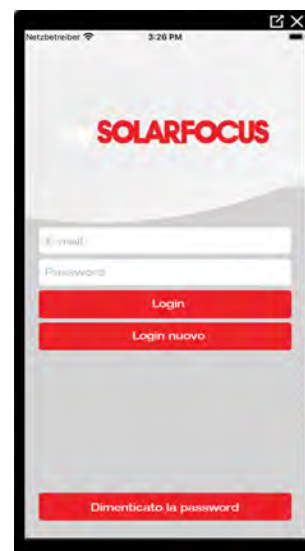 Netzbetreiber 3:26 PM
SOLARFOCUS
E-mail
Password
Login
Login nuovo
Dimenticato la password